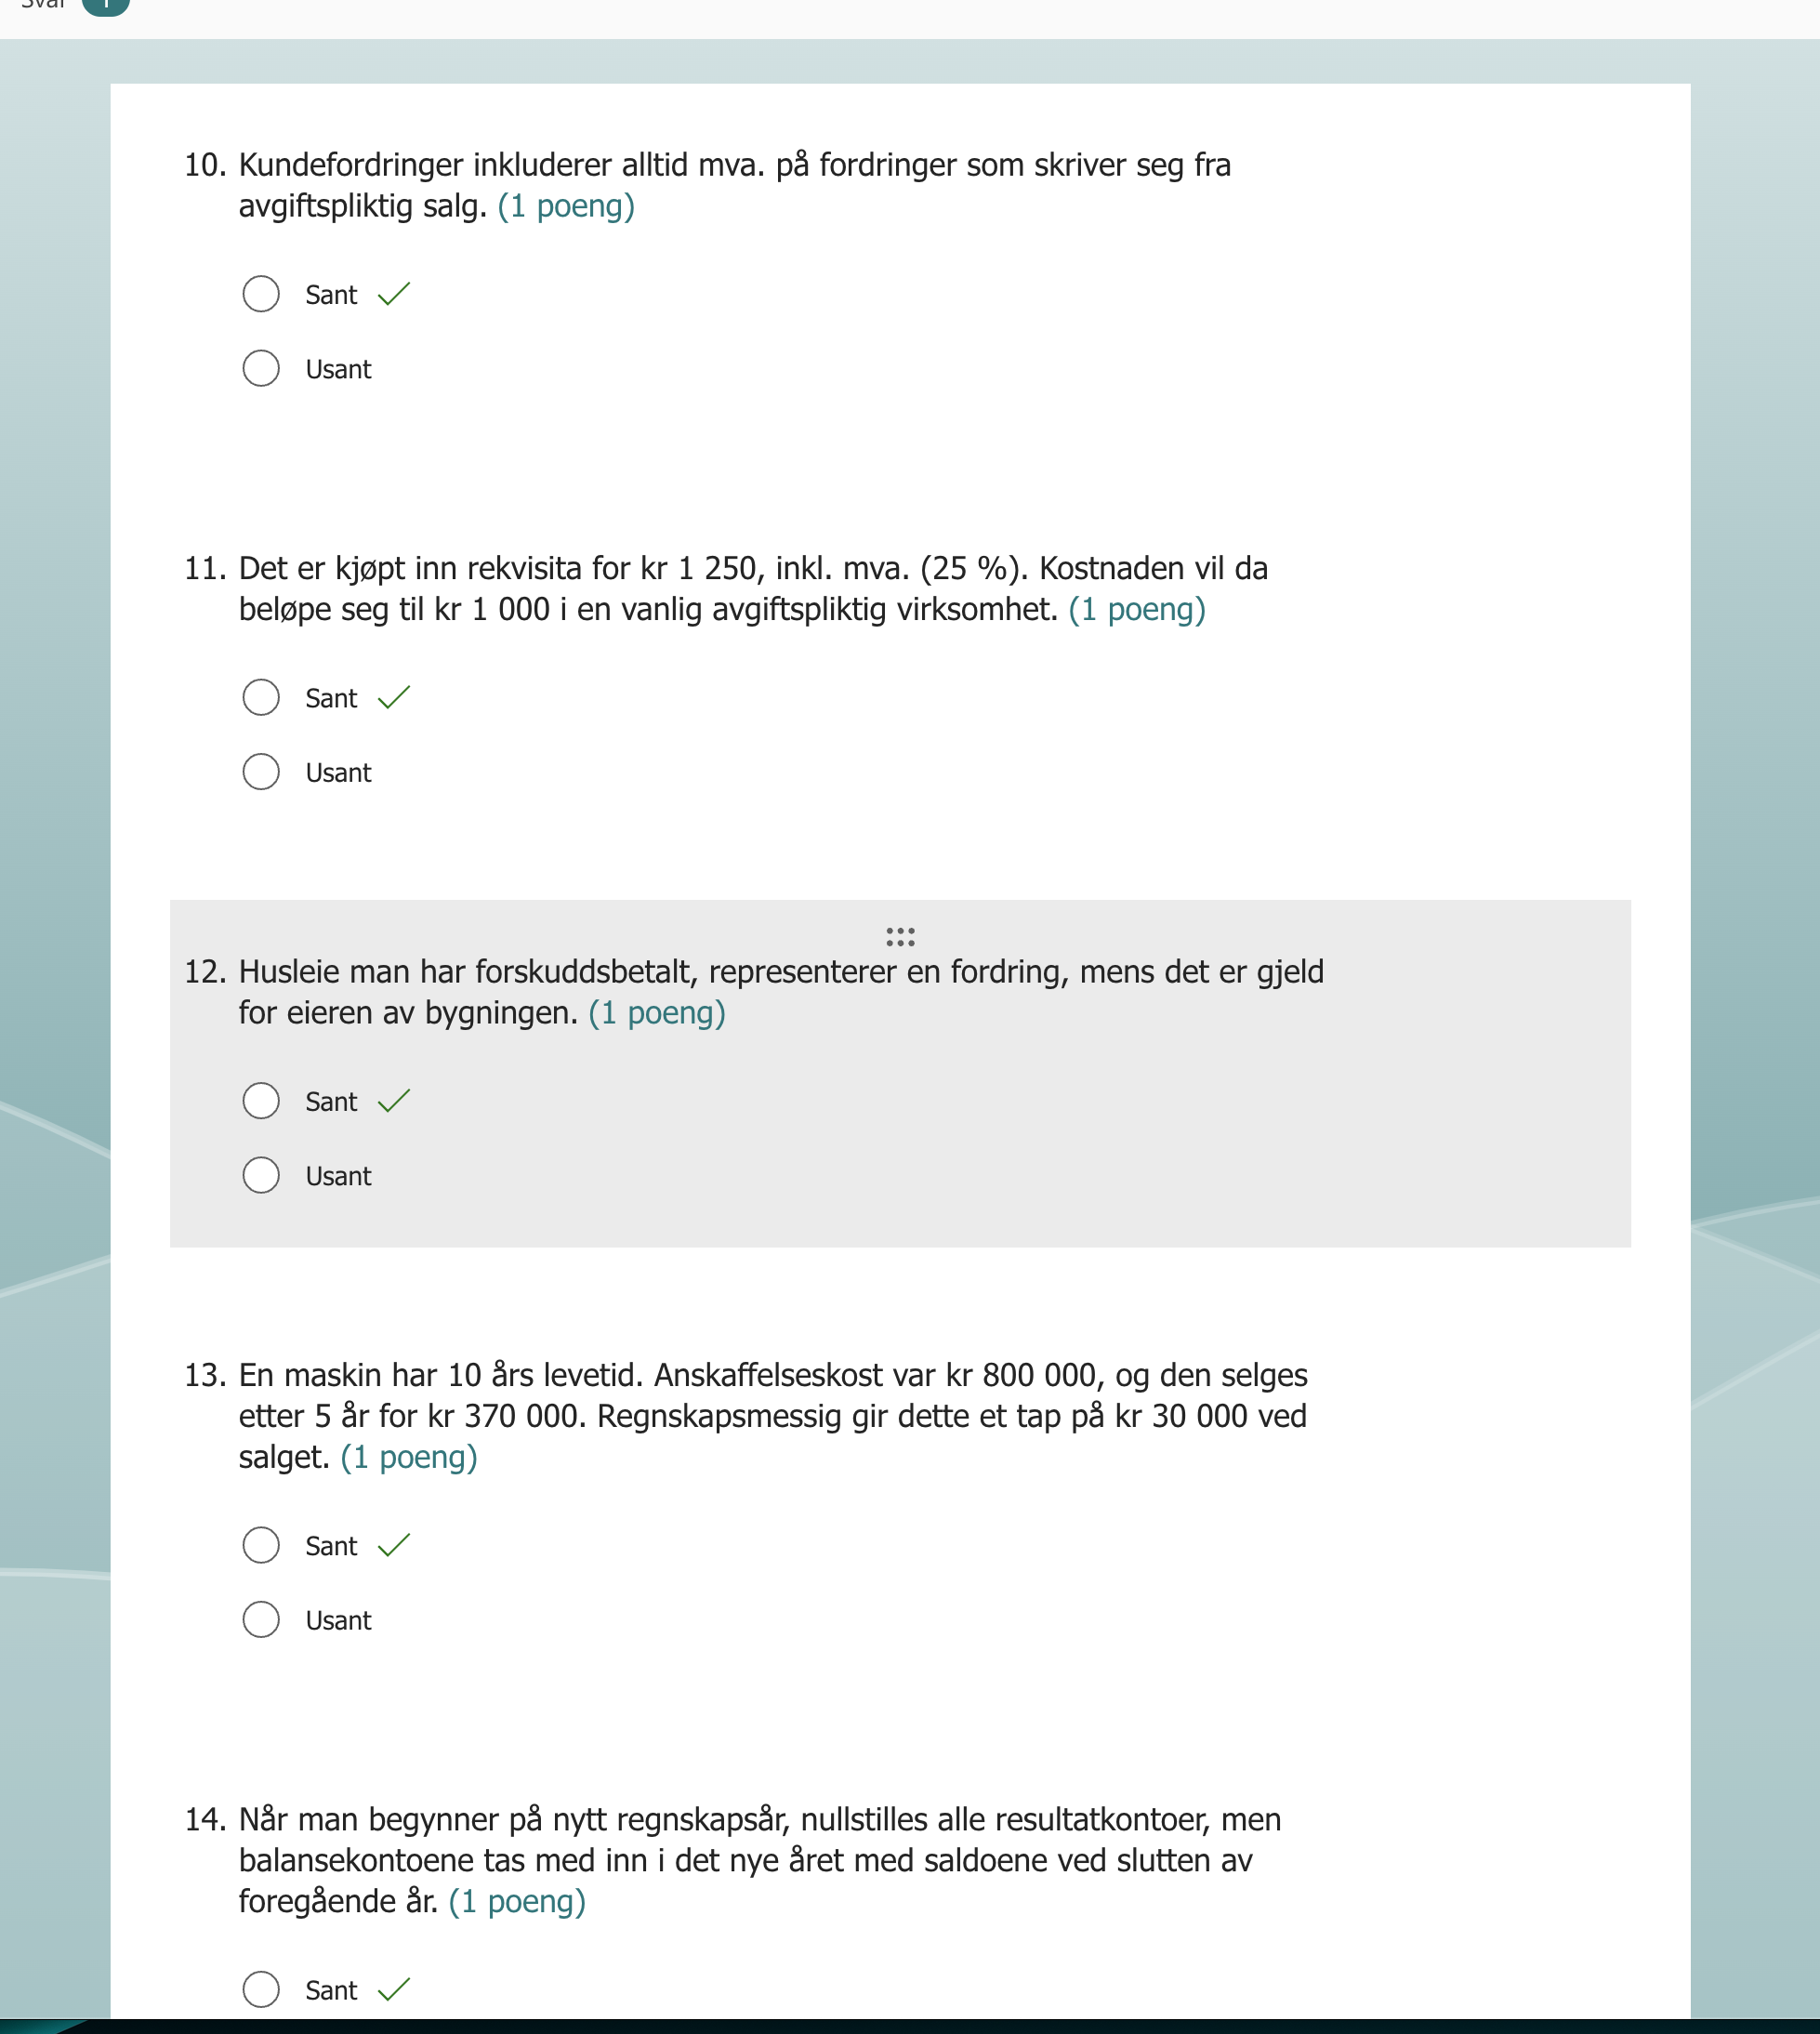 10. Kundefordringer inkluderer alltid mva. på fordringer som skriver seg fra
avgiftspliktig salg. (1 poeng)
Sant
Usant
11. Det er kjøpt inn rekvisita for kr 1 250, inkl. mva. (25 %). Kostnaden vil da
beløpe seg til kr 1 000 i en vanlig avgiftspliktig virksomhet. (1 poeng)
Sant
Usant
12. Husleie man har forskuddsbetalt, representerer en fordring, mens det er gjeld
for eieren av bygningen. (1 poeng)
Sant
Usant
13. En maskin har 10 års levetid. Anskaffelseskost var kr 800 000, og den selges
etter 5 år for kr 370 000. Regnskapsmessig gir dette et tap på kr 30 000 ved
salget. (1 poeng)
Sant
Usant
14. Når man begynner på nytt regnskapsår, nullstilles alle resultatkontoer, men
balansekontoene tas med inn i det nye året med saldoene ved slutten av
foregående år. (1 poeng)
Sant